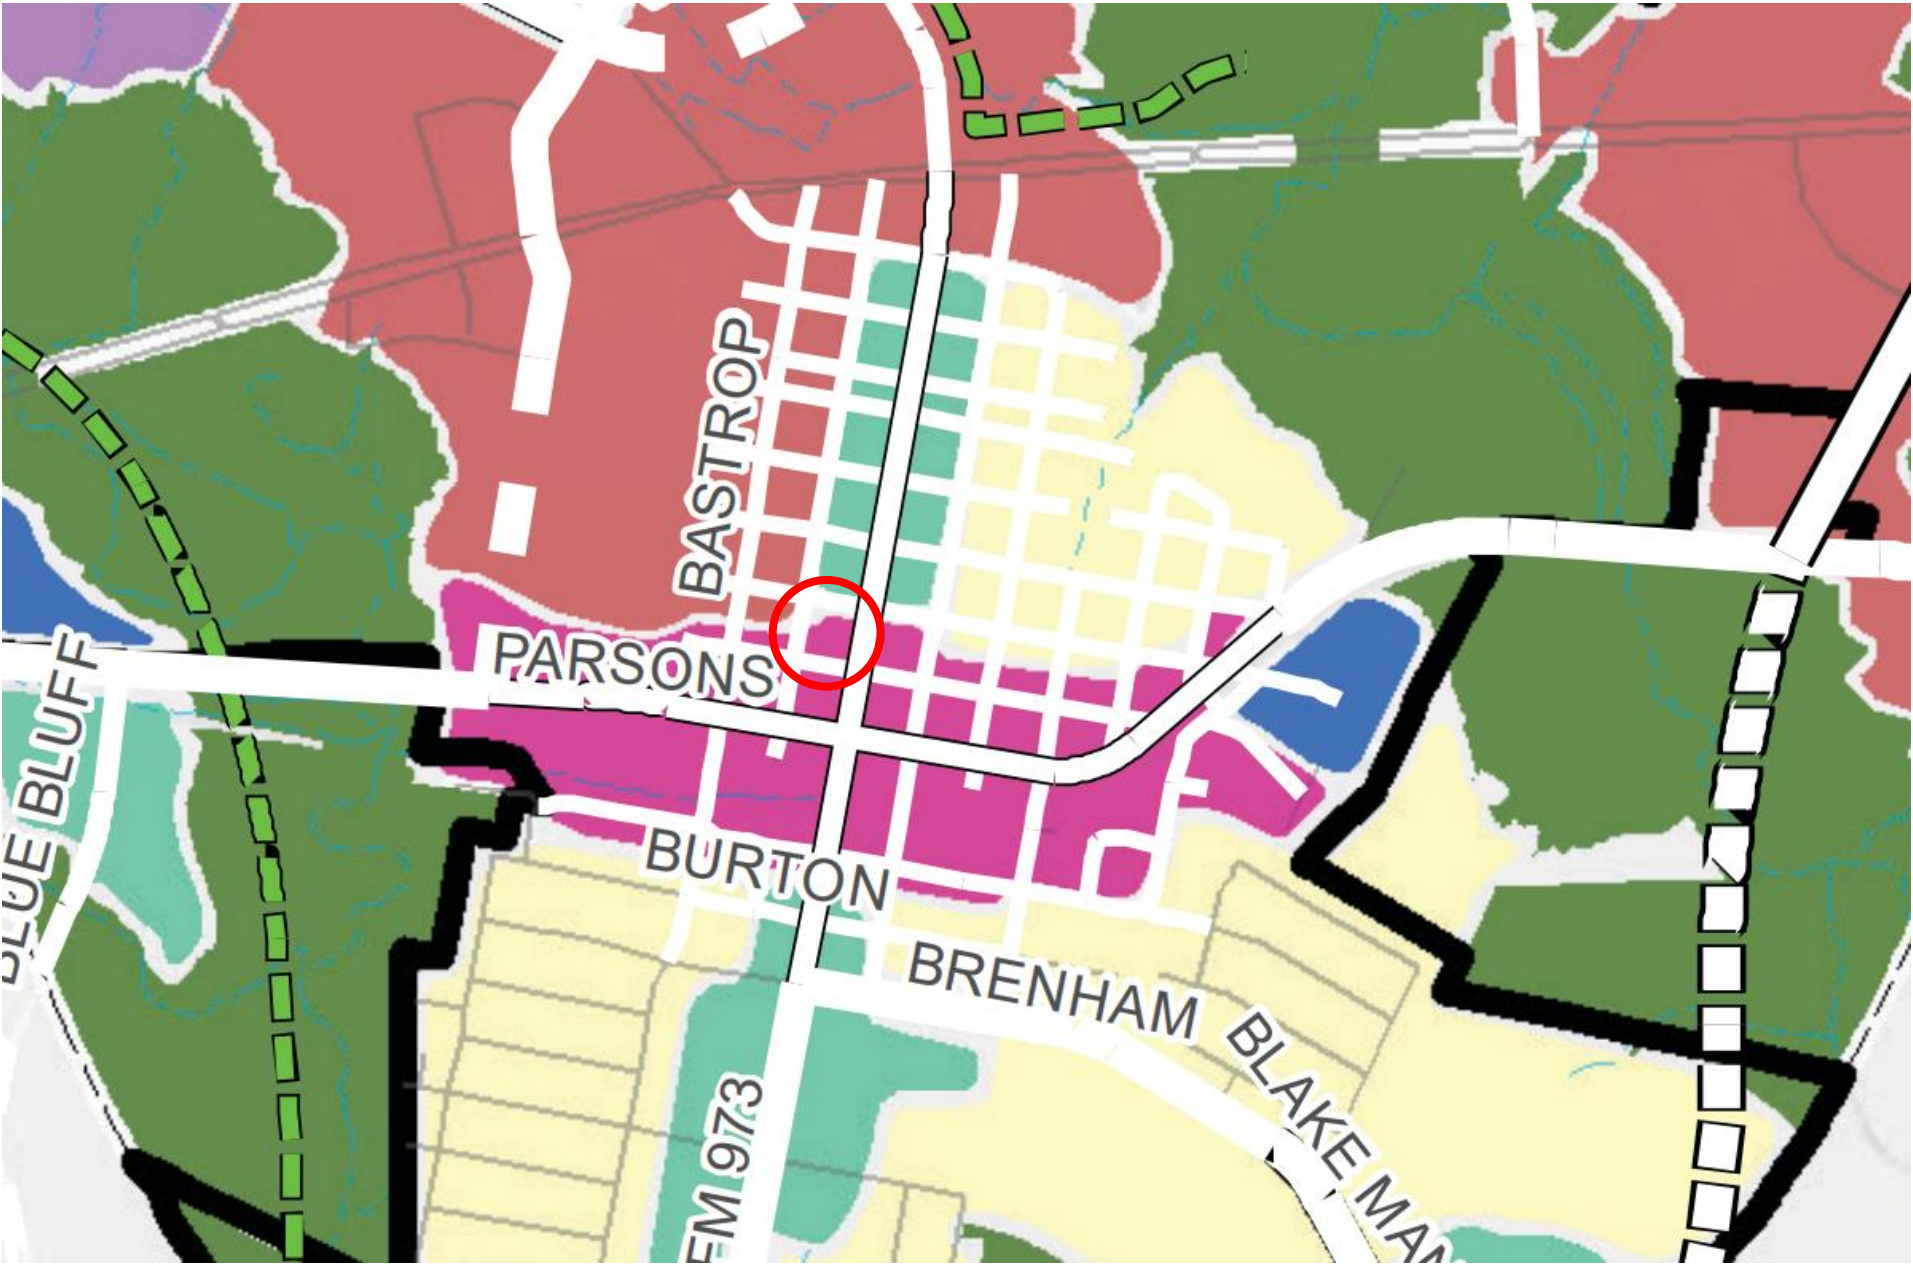 BASTROP
PARSONS
BLUE BLUFF
BURTON
BRENHAM
BLAKE MAN
FM 973